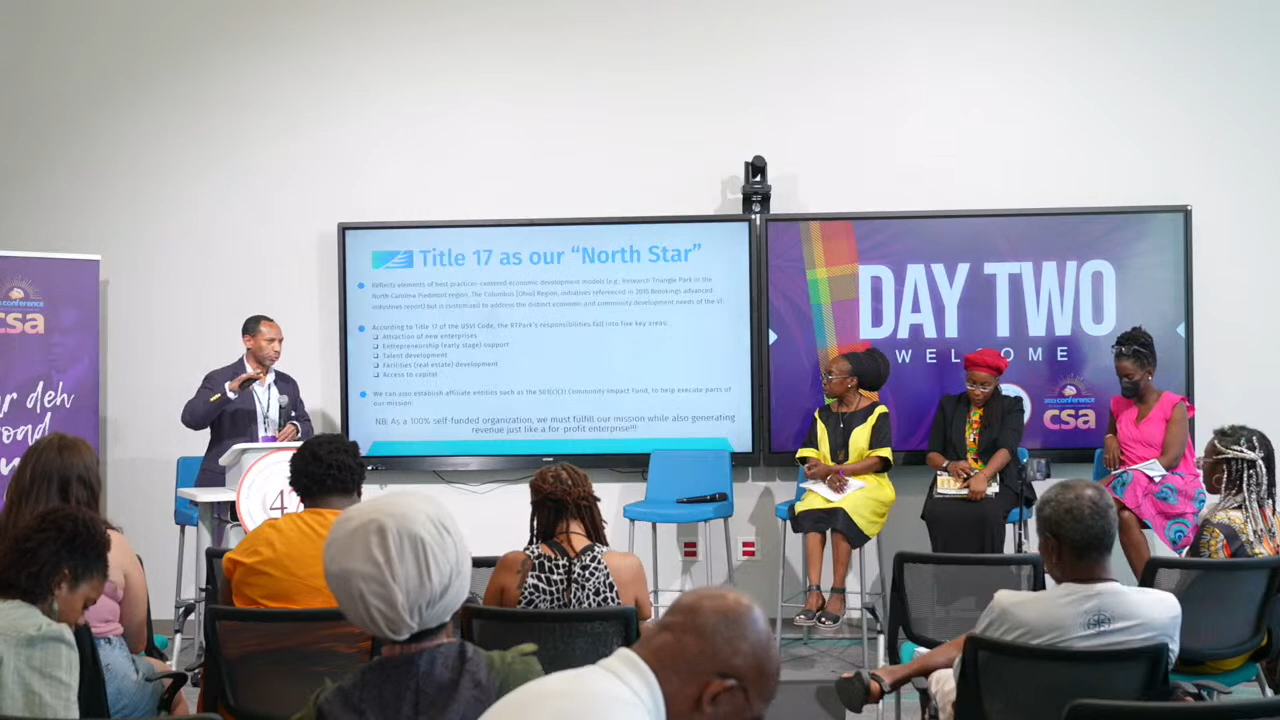 conference
csa
ar deh
road
Title 17 as our “North Star”
Reflects elements of best practices-centered economic development models (e.g., Research Triangle Park in the
North Carolina Piedmont region, The Columbus (Ohio) Region, initiatives referenced in 2015 Brookings advanced
industries report) but is customized to address the distinct economic and community development needs of the VI.
According to Title 17 of the USVI Code, the RTPark's responsibilities fall into five key areas:
Attraction of new enterprises
Entrepreneurship (early stage) support
Talent development
Facilities (real estate) development
Access to capital
We can also establish affiliate entities such as the 501(c)(3) Community Impact Fund, to help execute parts of
our mission.
NB: As a 100% self-funded organization, we must fulfill our mission while also generating
revenue just like a for-profit enterprise!!!
DAY TWO
WELCOME
2023 conference
csa